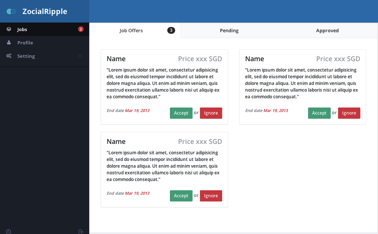 ZocialRipple
Jobs 3
Profile
Setting
Job Offers 3 Pending Approved
Name Price xxx SGD
"Lorem ipsum dolor sit amet, consectetur adipisicing
elit, sed do eiusmod tempor incididunt ut labore et
dolore magna aliqua. Ut enim ad minim veniam, quis
nostrud exercitation ullamco laboris nisi ut aliquip ex
ea commodo consequat."
End date Mar 19, 2013 Accept or Ignore
Name Price xxx SGD
"Lorem ipsum dolor sit amet, consectetur adipisicing
elit, sed do eiusmod tempor incididunt ut labore et
dolore magna aliqua. Ut enim ad minim veniam, quis
nostrud exercitation ullamco laboris nisi ut aliquip ex
ea commodo consequat."
End date Mar 19, 2013 Accept or Ignore
Name Price xxx SGD
"Lorem ipsum dolor sit amet, consectetur adipisicing
elit, sed do eiusmod tempor incididunt ut labore et
dolore magna aliqua. Ut enim ad minim veniam, quis
nostrud exercitation ullamco laboris nisi ut aliquip ex
ea commodo consequat."
End date Mar 19, 2013 Accept or Ignore